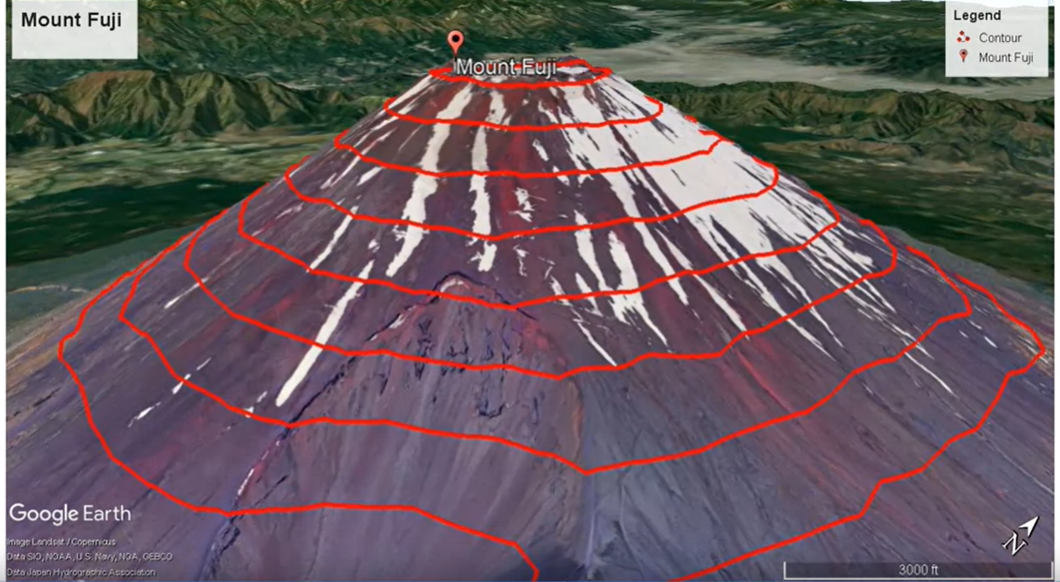 Mount Fuji
Legend
Contour
Mount Fuji
Mount Fuji
Google Earth
Image Landsat / Copernicus
Data SIO, NOAA, U.S. Navy, NGA, GEBCO
Data Japan Hydrographic Association
N
3000 ft